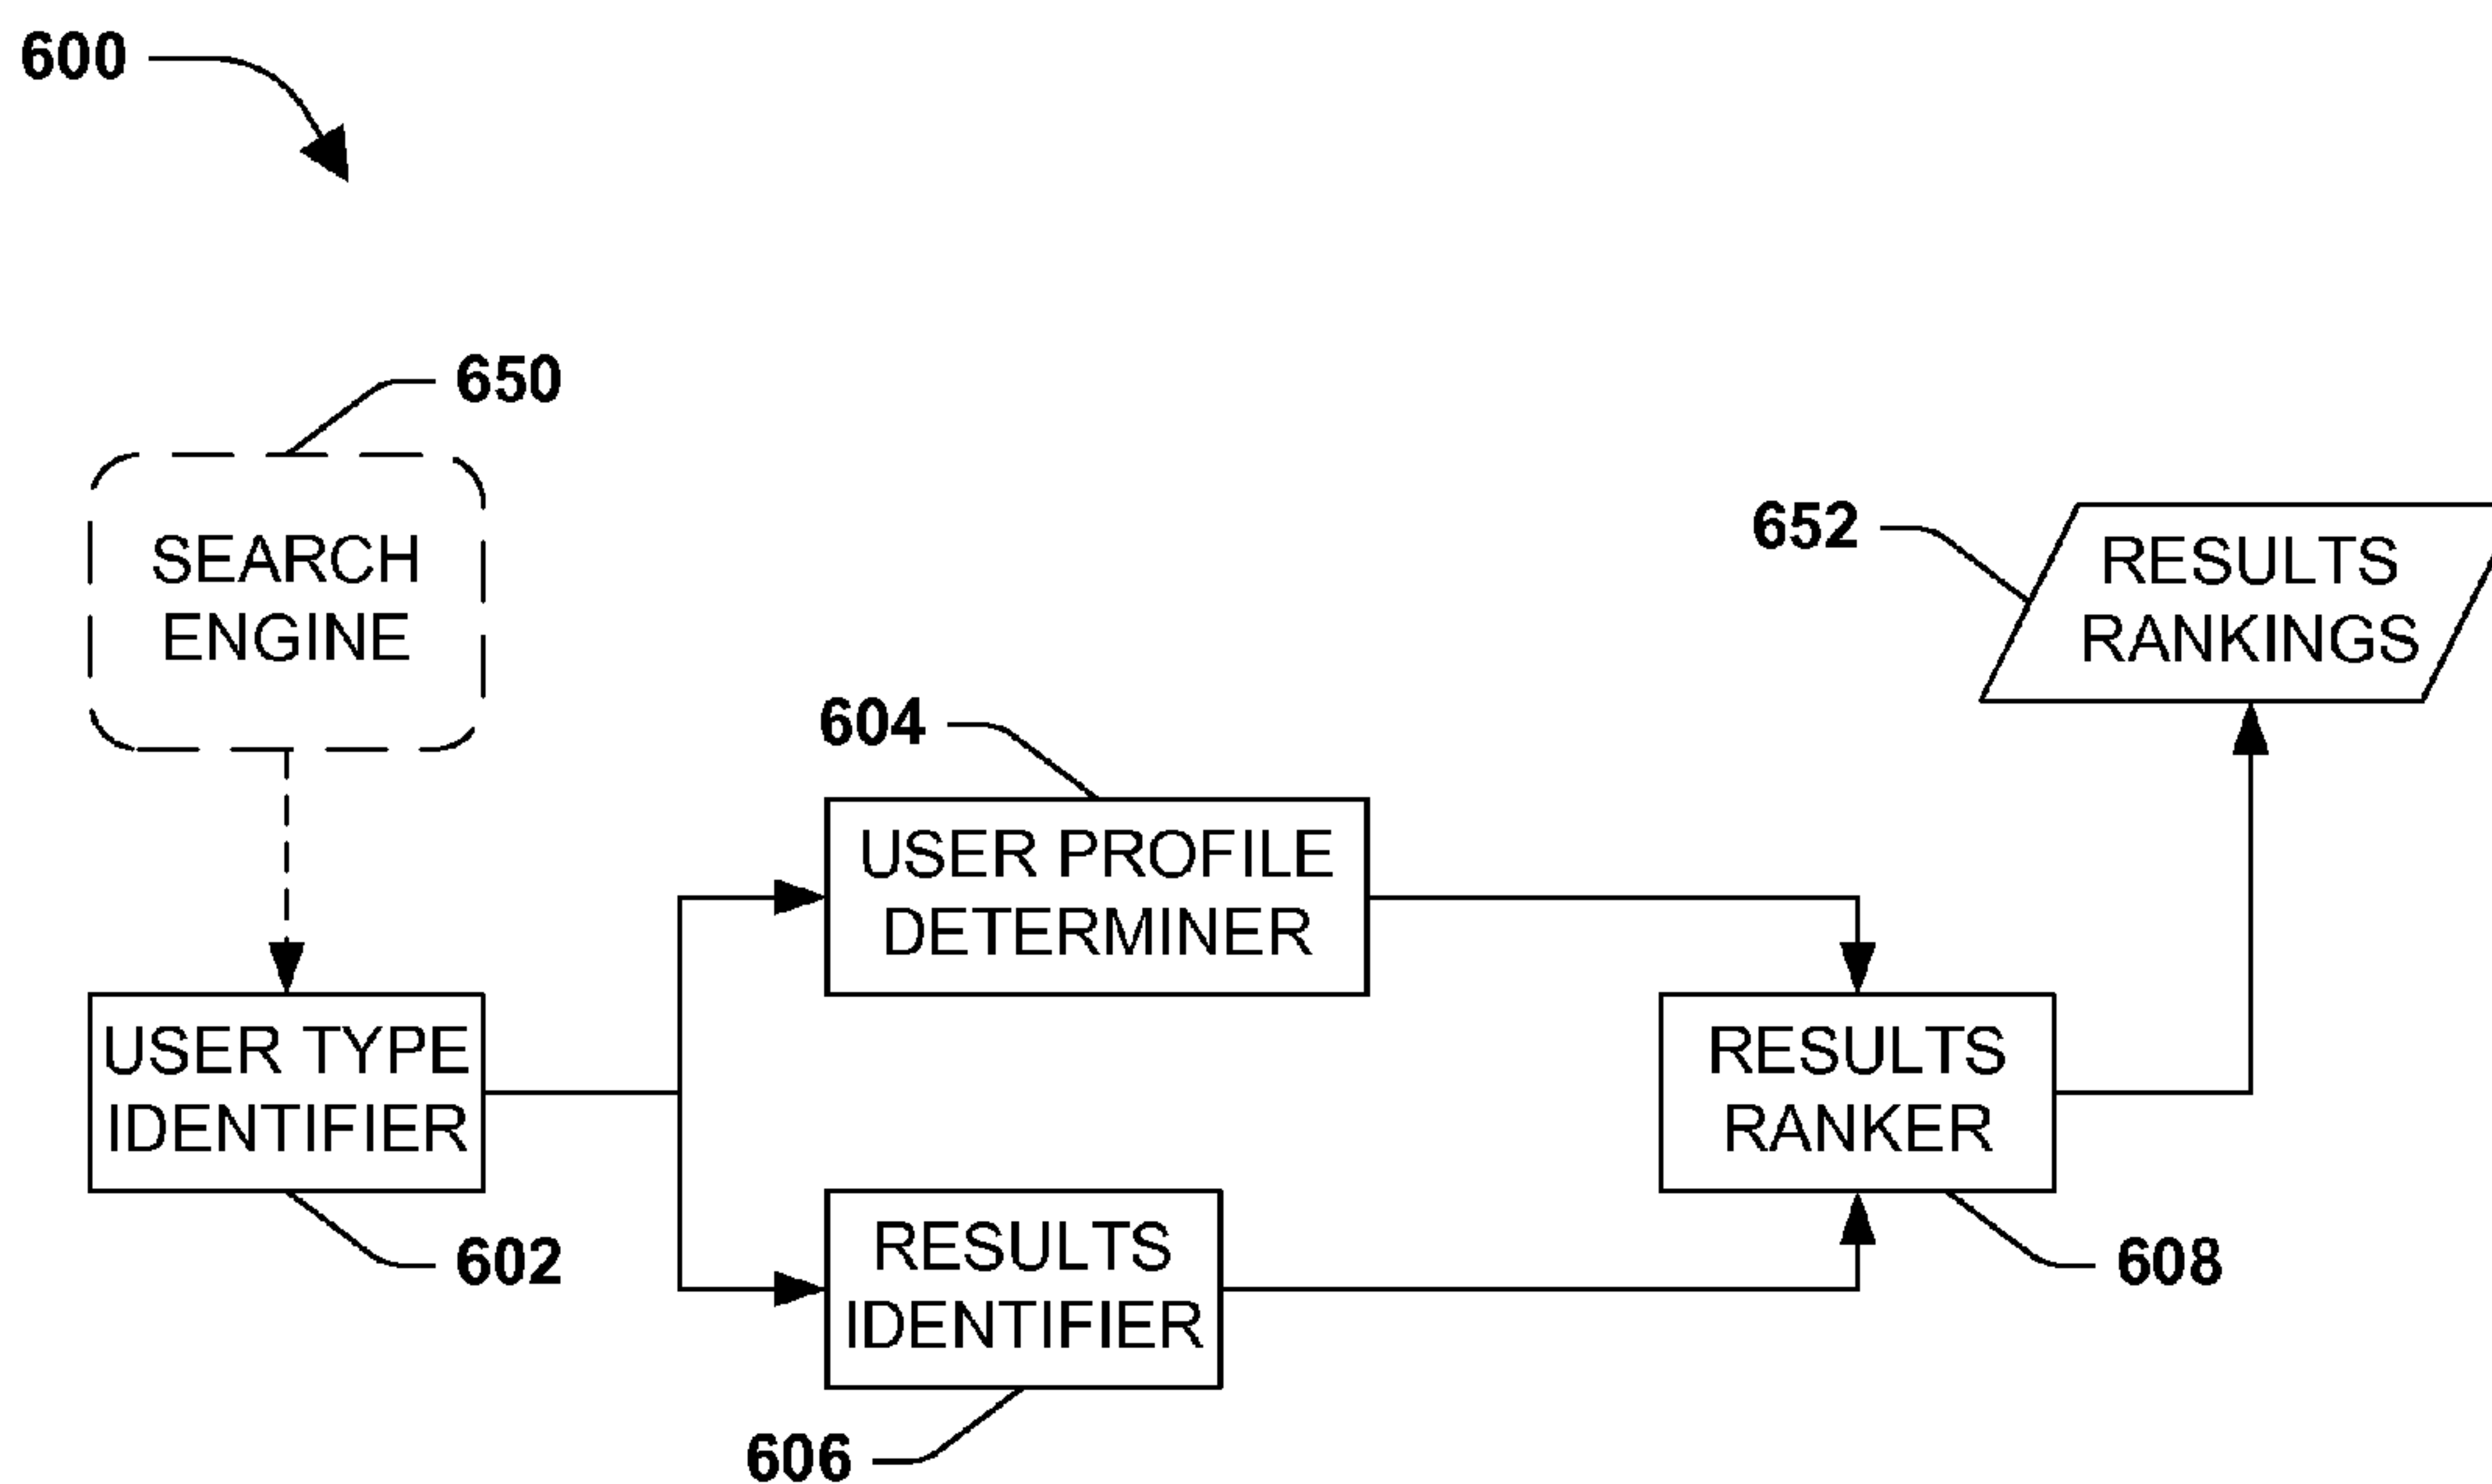 600
650
SEARCH
ENGINE
652
RESULTS
RANKINGS
604
USER PROFILE
DETERMINER
USER TYPE
IDENTIFIER
602
RESULTS
RANKER
608
RESULTS
IDENTIFIER
606